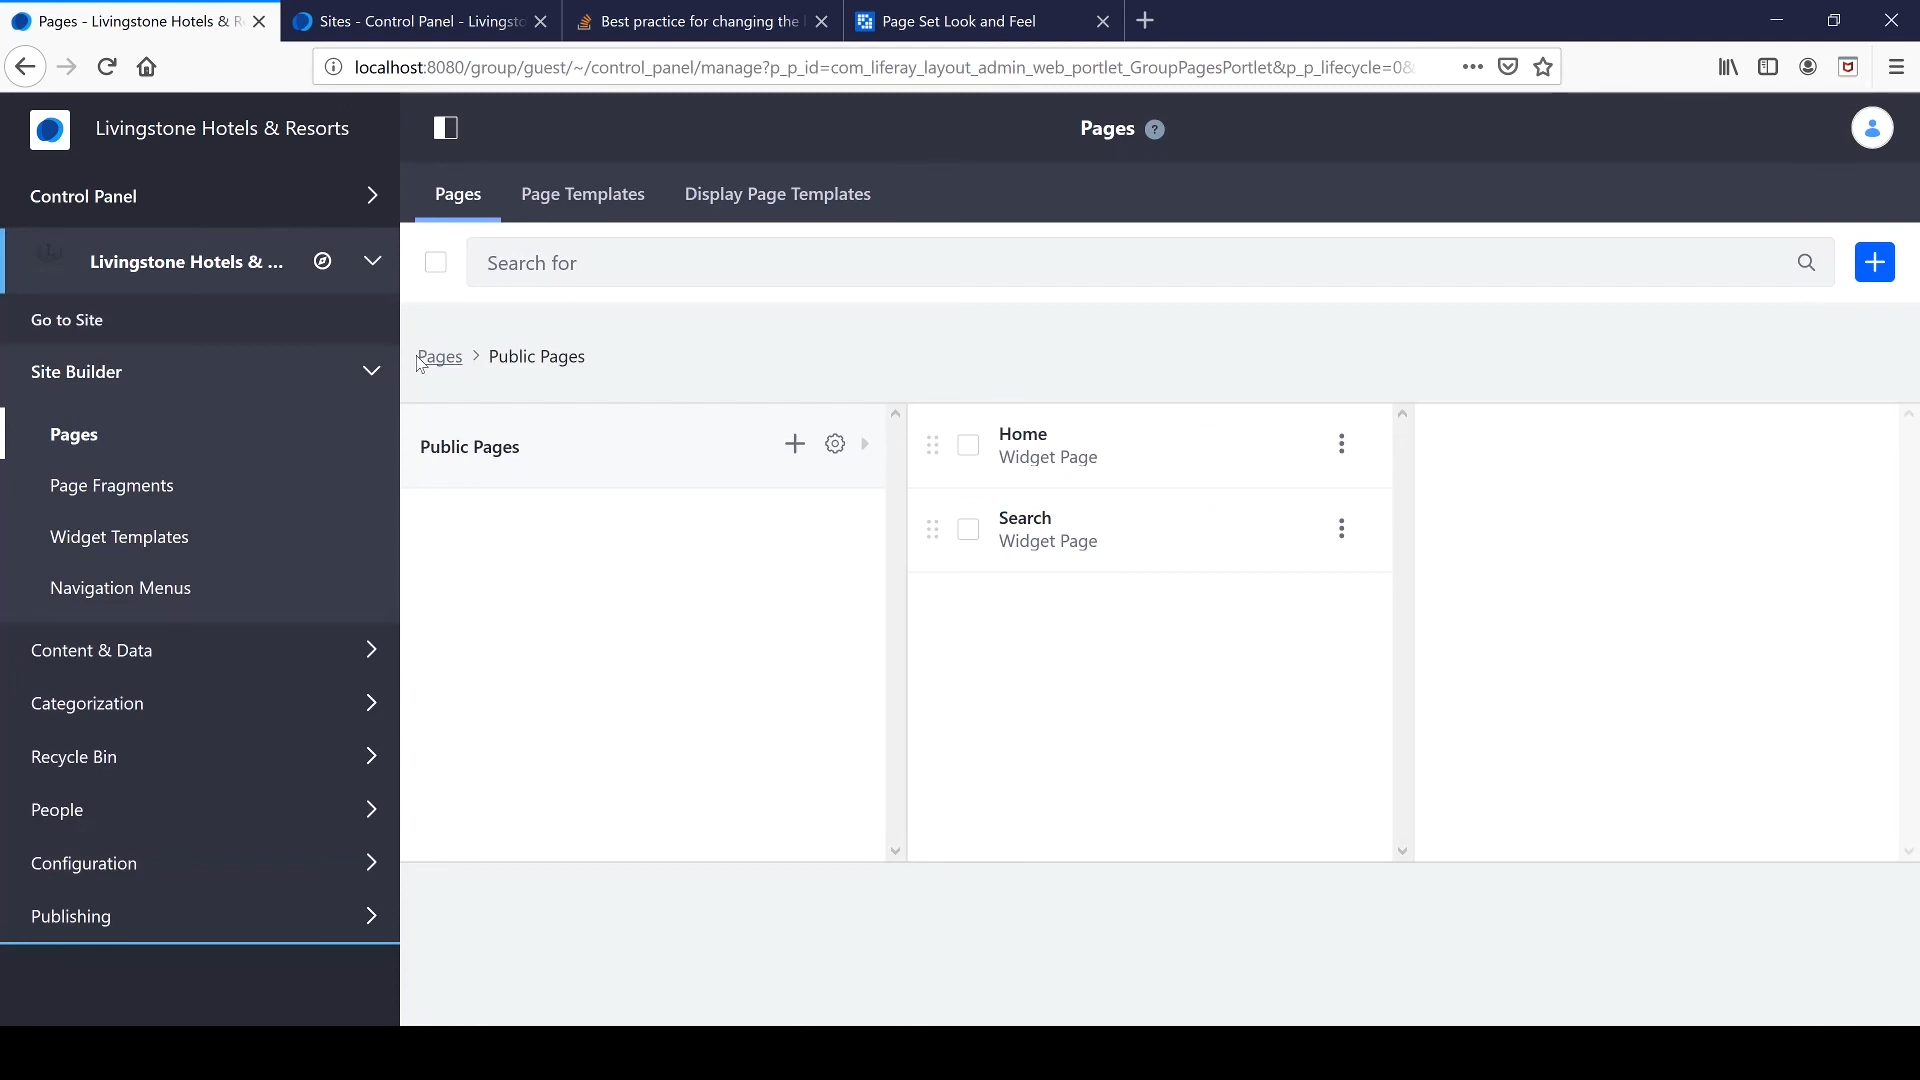 Pages - Livingstone Hotels & R
Sites - Control Panel - Livingsto
Best practice for changing the
Page Set Look and Feel
localhost:8080/group/guest/~/control_panel/manage?p_p_id=com_liferay_layout_admin_web_portlet_GroupPagesPortlet&p_p_lifecycle=0&
Livingstone Hotels & Resorts
Pages ?
Control Panel
Pages
Page Templates
Display Page Templates
Livingstone Hotels & ...
Search for
Go to Site
Pages > Public Pages
Site Builder
Pages
Page Fragments
Widget Templates
Navigation Menus
Public Pages
Home
Widget Page
Search
Widget Page
Content & Data
Categorization
Recycle Bin
People
Configuration
Publishing